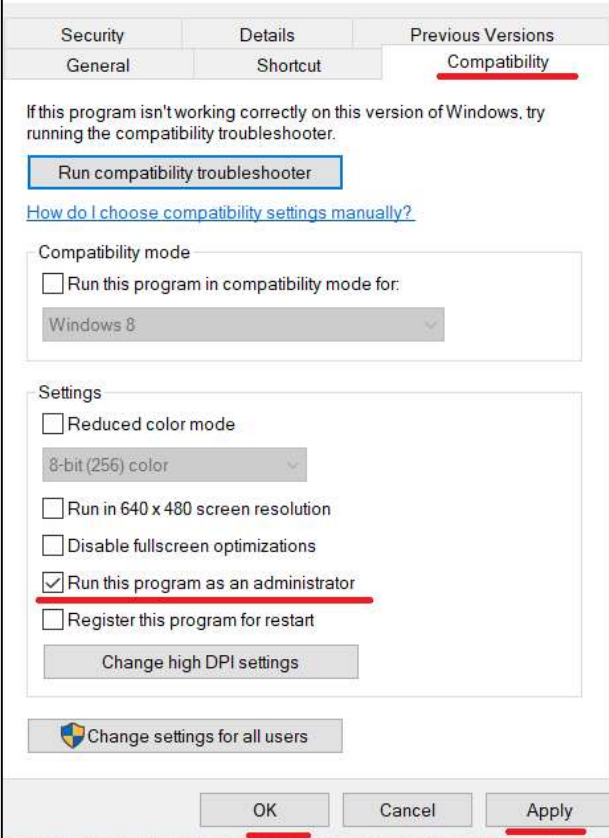 Security Details Previous Versions
General Shortcut Compatibility
If this program isn't working correctly on this version of Windows, try
running the compatibility troubleshooter.
Run compatibility troubleshooter
How do I choose compatibility settings manually?
Compatibility mode
Run this program in compatibility mode for:
Windows 8
Settings
Reduced color mode
8-bit (256) color
Run in 640 x 480 screen resolution
Disable fullscreen optimizations
Run this program as an administrator
Register this program for restart
Change high DPI settings
Change settings for all users
OK Cancel Apply